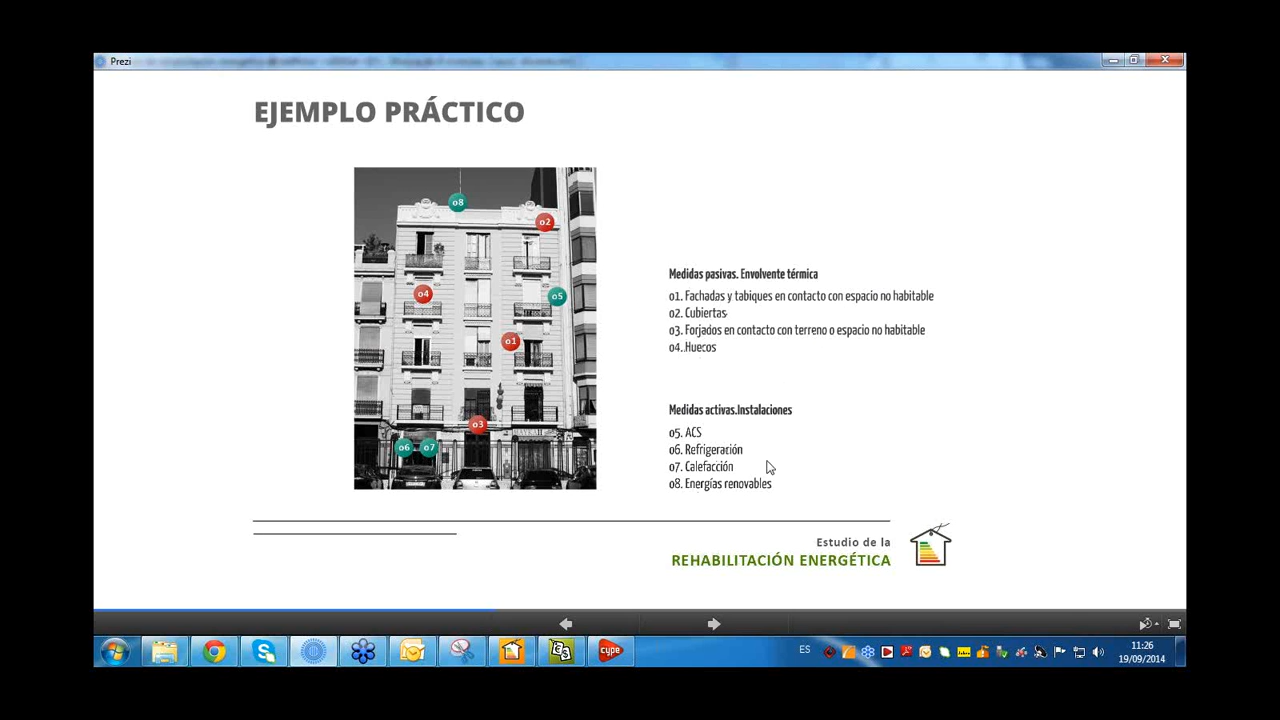 Prezi
EJEMPLO PRÁCTICO
o8
o2
o4
o5
o1
o3
o6
o7
Medidas pasivas. Envolvente térmica
o1. Fachadas y tabiques en contacto con espacio no habitable
o2. Cubiertas
o3. Forjados en contacto con terreno o espacio no habitable
o4. Huecos
Medidas activas.Instalaciones
o5. ACS
o6. Refrigeración
o7. Calefacción
o8. Energías renovables
Estudio de la
REHABILITACIÓN ENERGÉTICA
cype
ES
11:26
19/09/2014